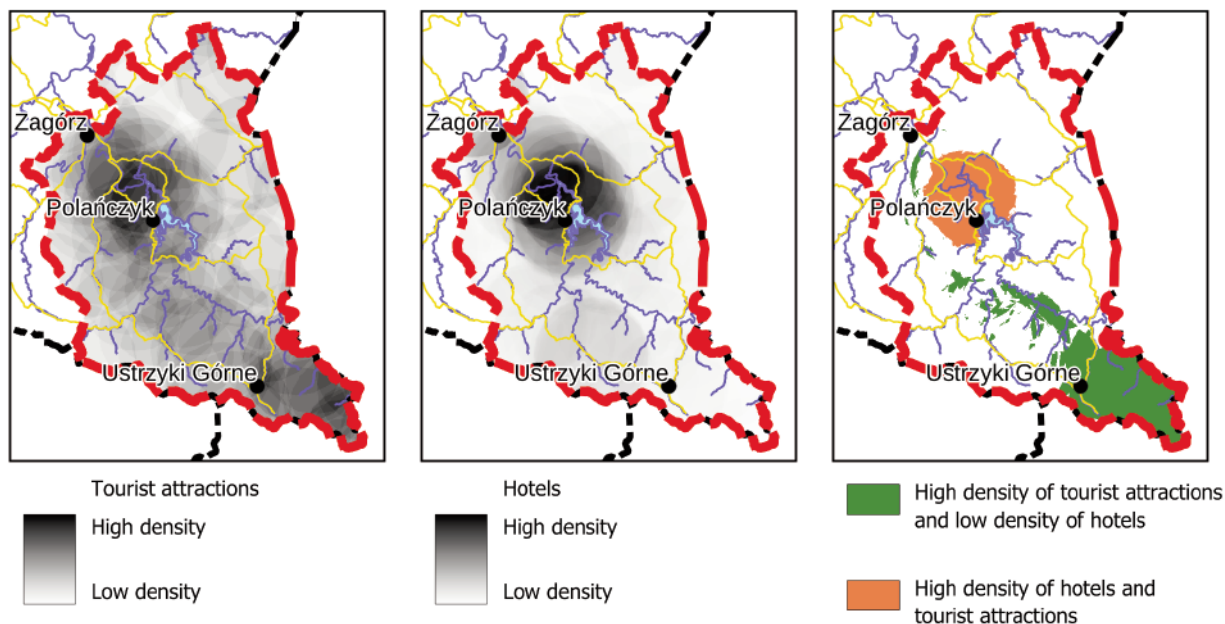 Zagórz
Polańczyk
Ustrzyki Górne
Zagórz
Polańczyk
Ustrzyki Górne
Zagórz
Polańczyk
Ustrzyki Górne
Tourist attractions
High density
Low density
Hotels
High density
Low density
High density of tourist attractions
and low density of hotels
High density of hotels and
tourist attractions